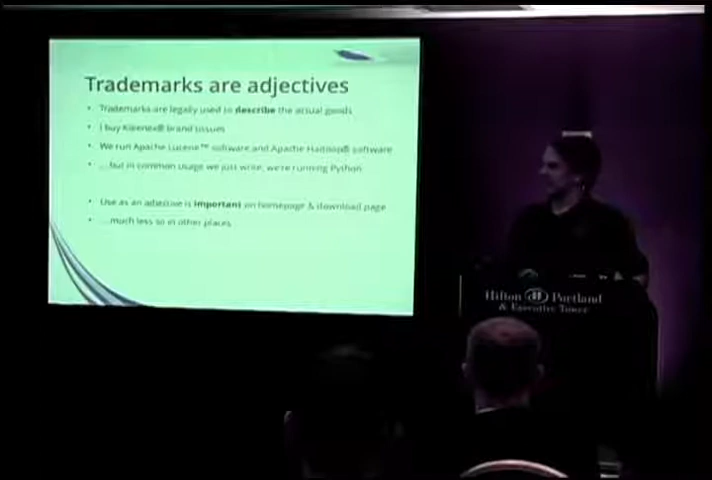 Trademarks are adjectives
• Trademarks are legally used to describe the actual goods
• I buy Kleenex® brand tissues
• We run Apache Lucene™ software and Apache Hadoop® software
• ...but in common usage we just write, we're running Python
• Use as an adjective is important on homepage & download page
• ...much less so in other places
Hilton Portland
& Executive Tower